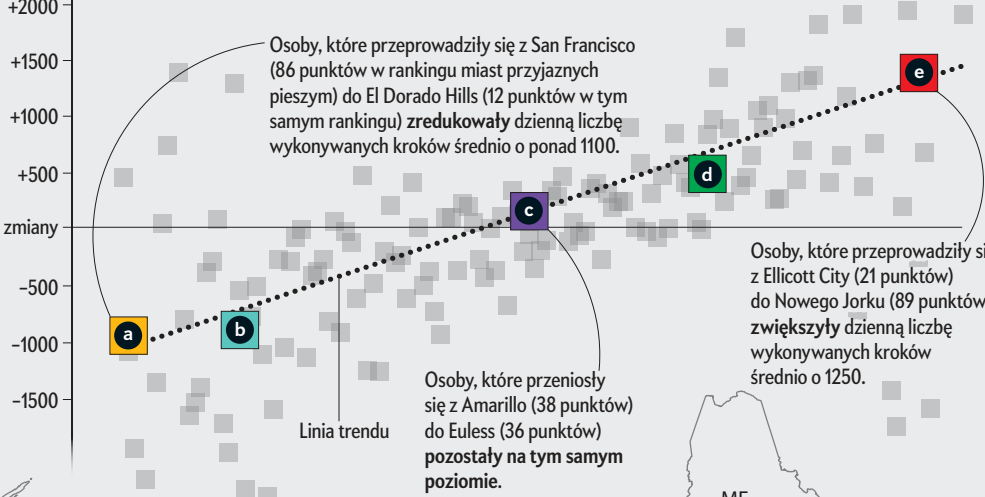 +2000
+1500
+1000
+500
zmiany
−500
−1000
−1500
Osoby, które przeprowadziły się z San Francisco
(86 punktów w rankingu miast przyjaznych
pieszym) do El Dorado Hills (12 punktów w tym
samym rankingu) zredukowały dzienną liczbę
wykonywanych kroków średnio o ponad 1100.
a
b
c
d
e
Linia trendu
Osoby, które przeniosły
się z Amarillo (38 punktów)
do Euless (36 punktów)
pozostały na tym samym
poziomie.
Osoby, które przeprowadziły si
z Ellicott City (21 punktów)
do Nowego Jorku (89 punktów
zwiększyły dzienną liczbę
wykonywanych kroków
średnio o 1250.
ME